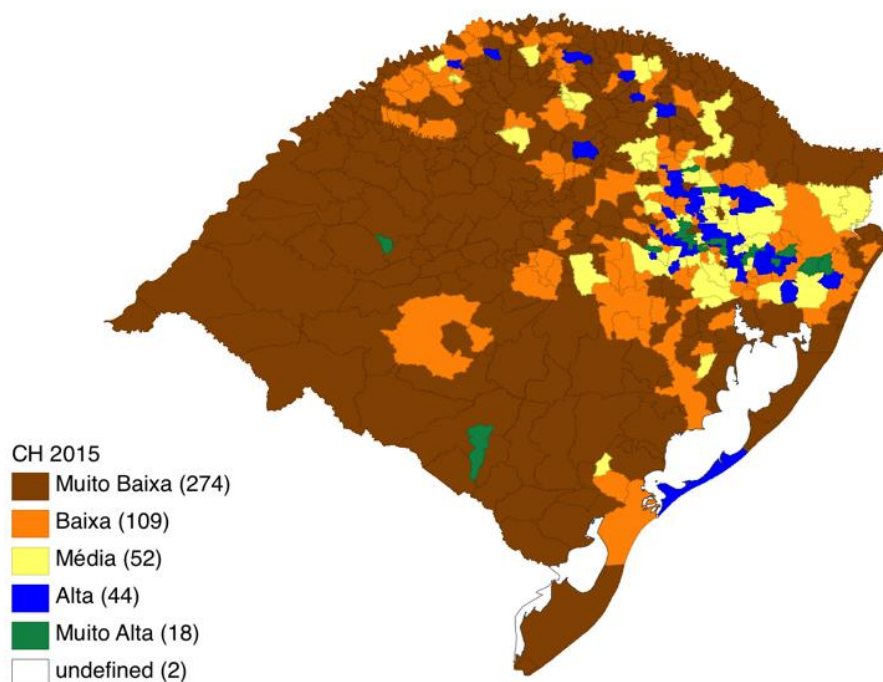 CH 2015
Muito Baixa (274)
Baixa (109)
Média (52)
Alta (44)
Muito Alta (18)
undefined (2)